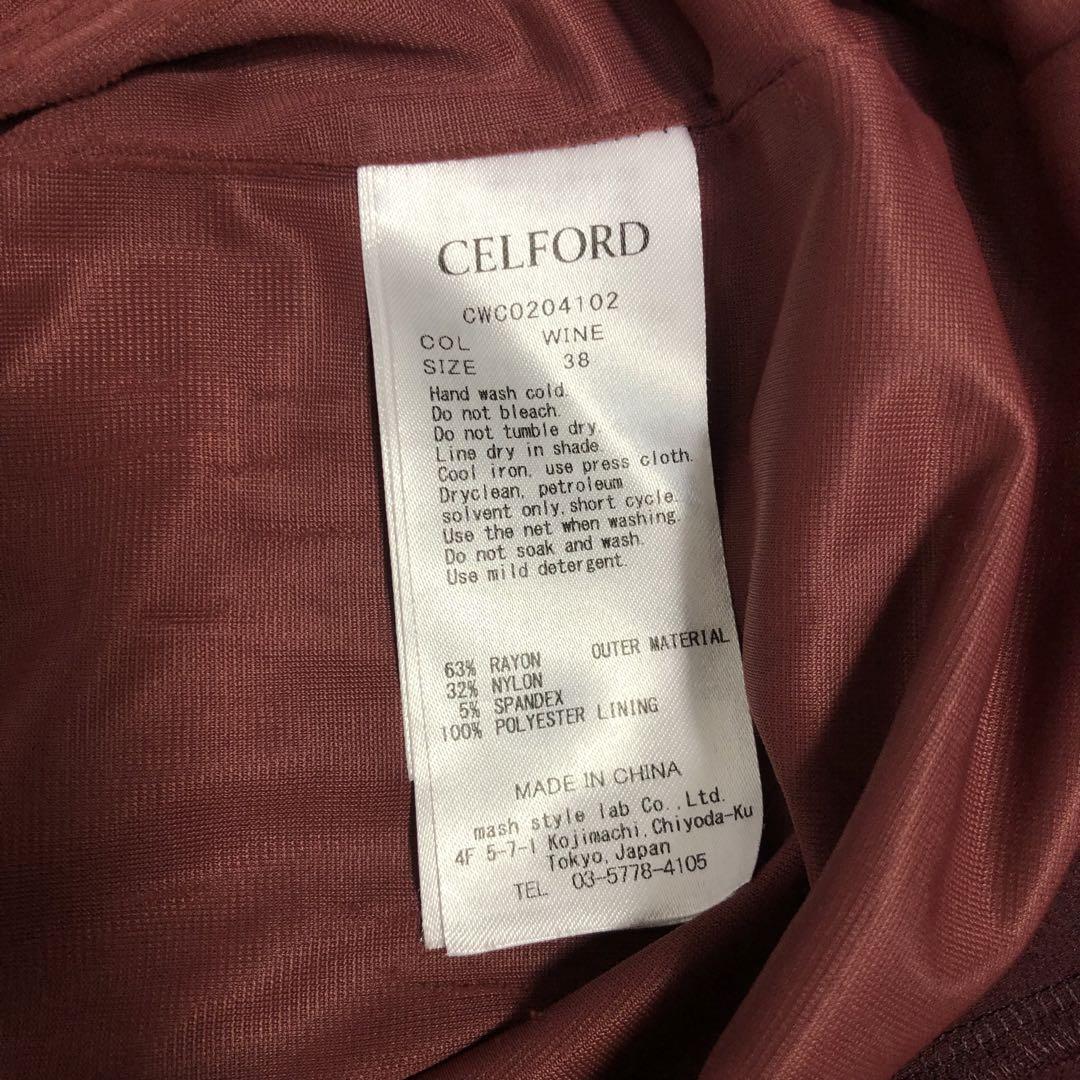 CELFORD
CWC0204102
COL WINE
SIZE 38
Hand wash cold.
Do not bleach.
Do not tumble dry.
Line dry in shade.
Cool iron, use press cloth.
Dryclean, petroleum
solvent only, short cycle.
Use the net when washing.
Do not soak and wash.
Use mild detergent.
63% RAYON OUTER MATERIAL
32% NYLON
5% SPANDEX
100% POLYESTER LINING
MADE IN CHINA
mash style lab Co.,Ltd.
4F 5-7-1 Kojimachi, Chiyoda-Ku
Tokyo, Japan
TEL 03-5778-4105